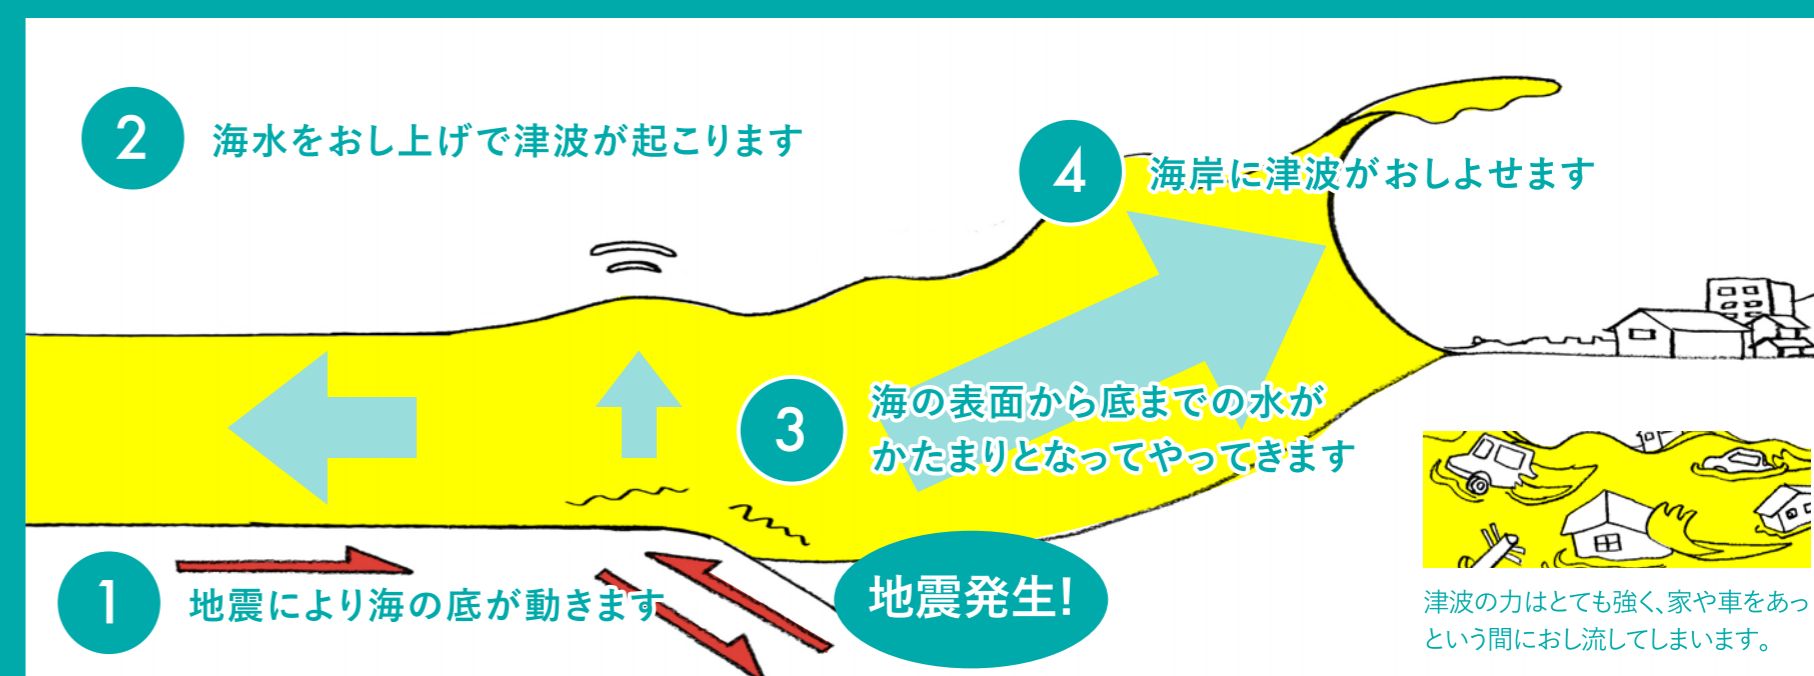 2 海水をおし上げで津波が起こります
4 海岸に津波がおしよせます
3 海の表面から底までの水が
かたまりとなってやってきます
1 地震により海の底が動きます
地震発生!
津波の力はとても強く、家や車をあっ
という間におし流してしまいます。